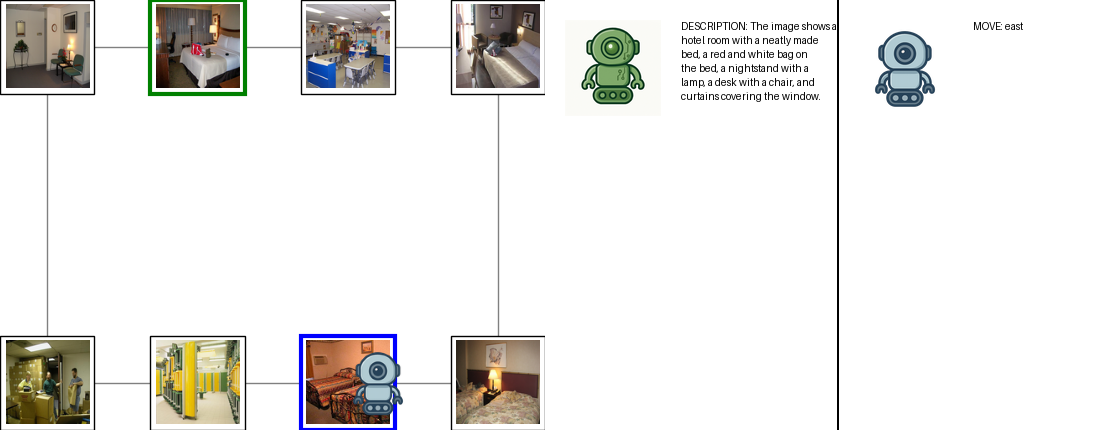 DESCRIPTION: The image shows a
hotel room with a neatly made
bed, a red and white bag on
the bed, a nightstand with a
lamp, a desk with a chair, and
curtains covering the window.
MOVE: east